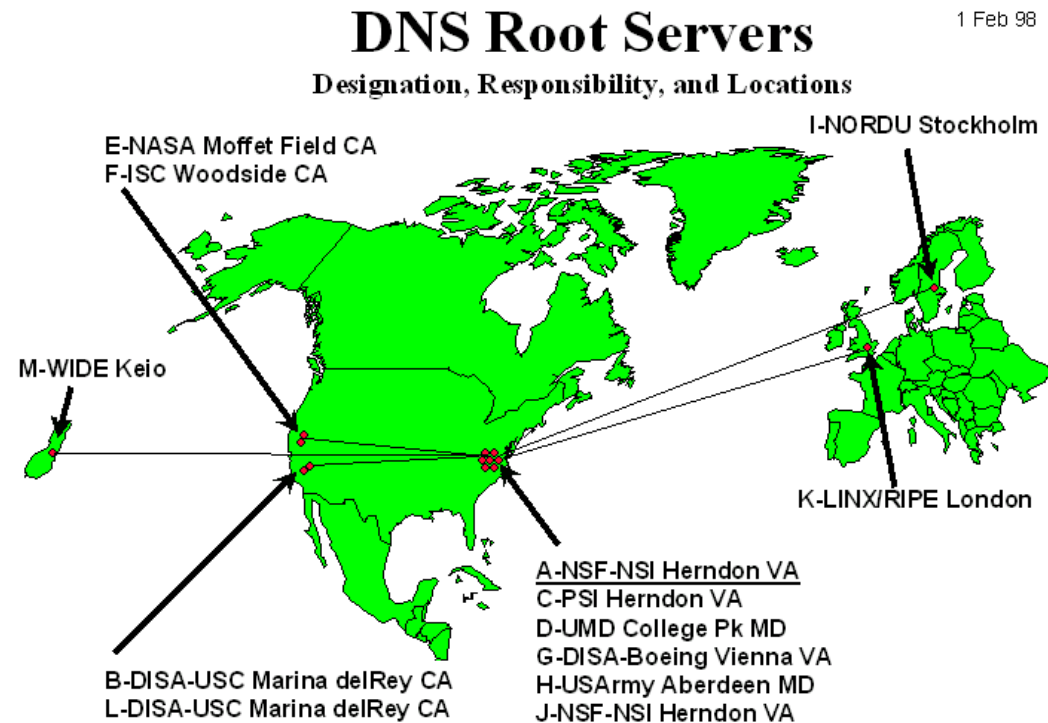 DNS Root Servers
1 Feb 98
Designation, Responsibility, and Locations
E-NASA Moffet Field CA
F-ISC Woodside CA
I-NORDU Stockholm
M-WIDE Keio
K-LINX/RIPE London
B-DISA-USC Marina delRey CA
L-DISA-USC Marina delRey CA
A-NSF-NSI Herndon VA
C-PSI Herndon VA
D-UMD College Pk MD
G-DISA-Boeing Vienna VA
H-USArmy Aberdeen MD
J-NSF-NSI Herndon VA